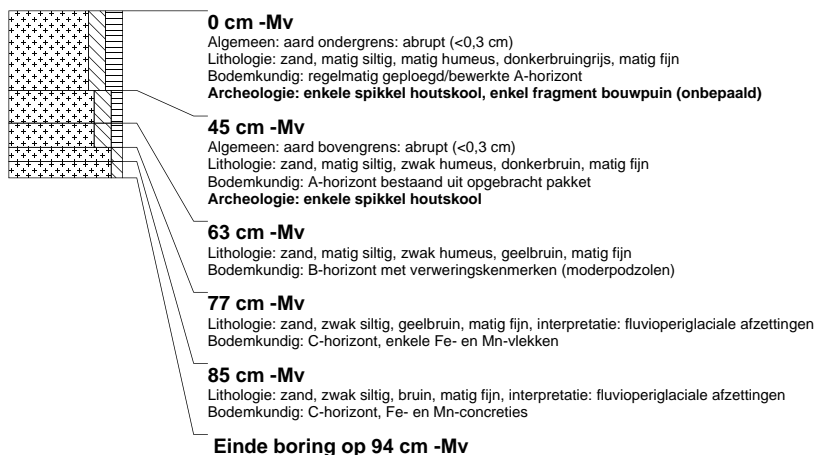 0 cm -Mv
Algemeen: aard ondergrens: abrupt (<0,3 cm)
Lithologie: zand, matig siltig, matig humeus, donkerbruingrijs, matig fijn
Bodemkundig: regelmatig geploegd/bewerkte A-horizont
Archeologie: enkele spikkel houtskool, enkel fragment bouwpuin (onbepaald)
45 cm -Mv
Algemeen: aard bovengrens: abrupt (<0,3 cm)
Lithologie: zand, matig siltig, zwak humeus, donkerbruin, matig fijn
Bodemkundig: A-horizont bestaand uit opgebracht pakket
Archeologie: enkele spikkel houtskool
63 cm -Mv
Lithologie: zand, matig siltig, zwak humeus, geelbruin, matig fijn
Bodemkundig: B-horizont met verweringskenmerken (moderpodzolen)
77 cm -Mv
Lithologie: zand, zwak siltig, geelbruin, matig fijn, interpretatie: fluvioperiglaciale afzettingen
Bodemkundig: C-horizont, enkele Fe- en Mn-vlekken
85 cm -Mv
Lithologie: zand, zwak siltig, bruin, matig fijn, interpretatie: fluvioperiglaciale afzettingen
Bodemkundig: C-horizont, Fe- en Mn-concreties
Einde boring op 94 cm -Mv